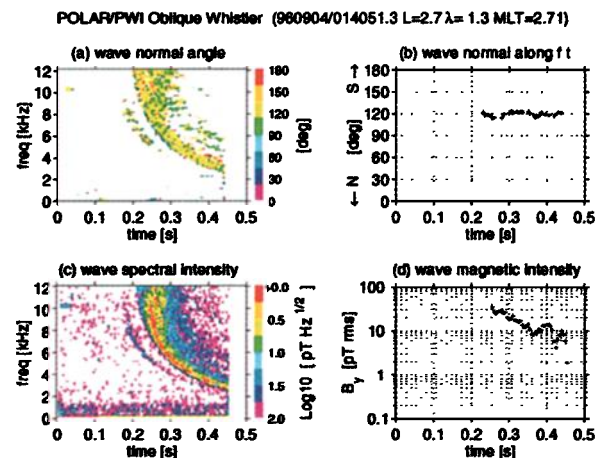 POLAR/PWI Oblique Whistler (960904/014051.3 L=2.7 λ= 1.3 MLT=2.71)
(a) wave normal angle
(b) wave normal along f t
freq [kHz]
12
10
8
6
4
2
0
0 0.1 0.2 0.3 0.4 0.5
time [s]
180
150
120
90
60
30
0
[deg]
← N [deg] S →
180
150
120
90
60
30
0
0 0.1 0.2 0.3 0.4 0.5
time [s]
(c) wave spectral intensity
(d) wave magnetic intensity
freq [kHz]
12
10
8
6
4
2
0
0 0.1 0.2 0.3 0.4 0.5
time [s]
+0.0
0.5
1.0
1.5
2.0
Log10 [ pT Hz 1/2 ]
By [pT rms]
100
10
1
0.1
0 0.1 0.2 0.3 0.4 0.5
time [s]